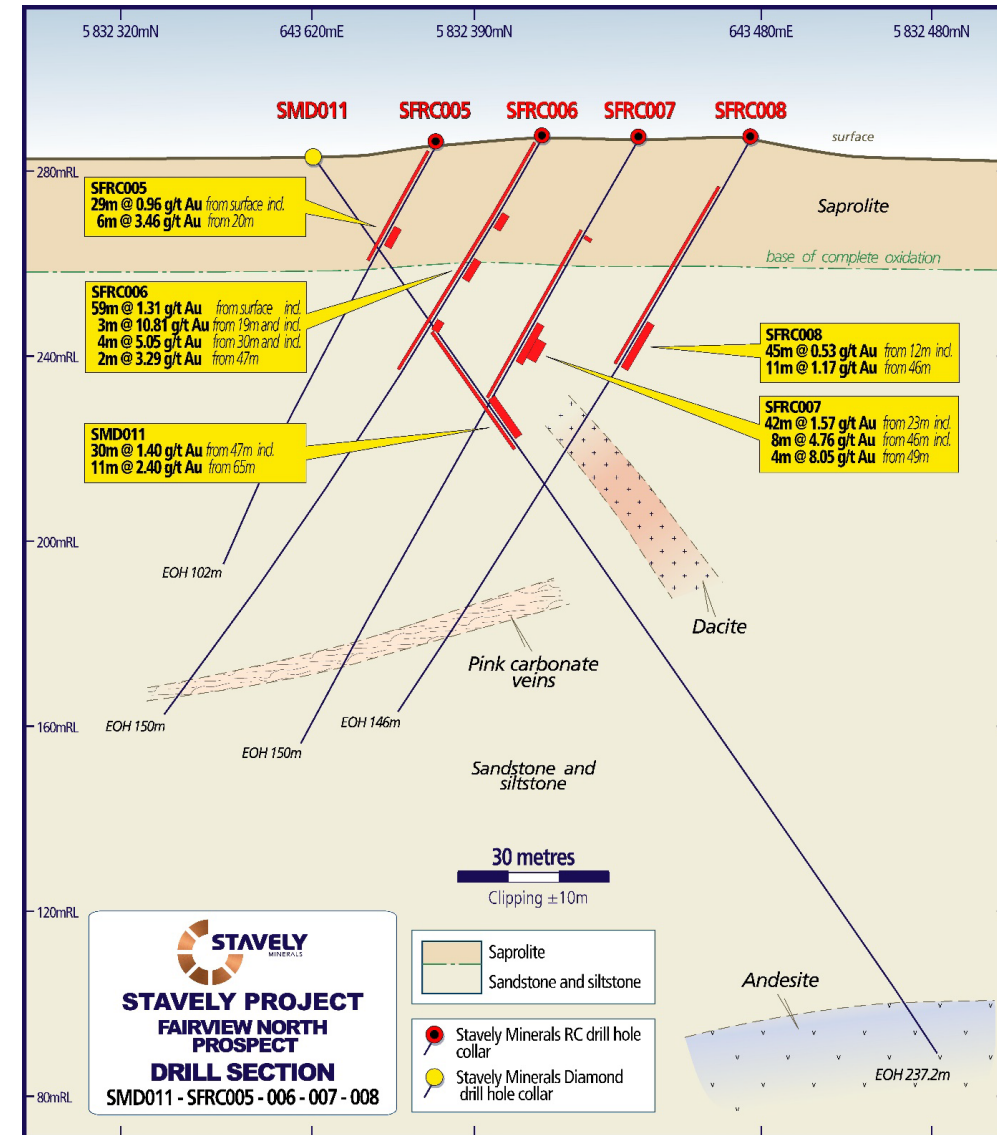 5 832 320mN 643 620mE 5 832 390mN 643 480mE 5 832 480mN
SMD011 SFRC005 SFRC006 SFRC007 SFRC008
surface
280mRL
SFRC005
29m @ 0.96 g/t Au from surface incl.
6m @ 3.46 g/t Au from 20m
Saprolite
base of complete oxidation
SFRC006
59m @ 1.31 g/t Au from surface incl.
3m @ 10.81 g/t Au from 19m and incl.
4m @ 5.05 g/t Au from 30m and incl.
2m @ 3.29 g/t Au from 47m
240mRL
SFRC008
45m @ 0.53 g/t Au from 12m incl.
11m @ 1.17 g/t Au from 46m
SFRC007
42m @ 1.57 g/t Au from 23m incl.
8m @ 4.76 g/t Au from 46m incl.
4m @ 8.05 g/t Au from 49m
SMD011
30m @ 1.40 g/t Au from 47m incl.
11m @ 2.40 g/t Au from 65m
200mRL
EOH 102m
Dacite
Pink carbonate
veins
160mRL
EOH 150m
EOH 150m
EOH 146m
Sandstone and
siltstone
30 metres
Clipping ±10m
120mRL
STAVELY
MINERALS
STAVELY PROJECT
FAIRVIEW NORTH
PROSPECT
DRILL SECTION
SMD011 - SFRC005 - 006 - 007 - 008
Saprolite
Sandstone and siltstone
Stavely Minerals RC drill hole
collar
Stavely Minerals Diamond
drill hole collar
Andesite
EOH 237.2m
80mRL